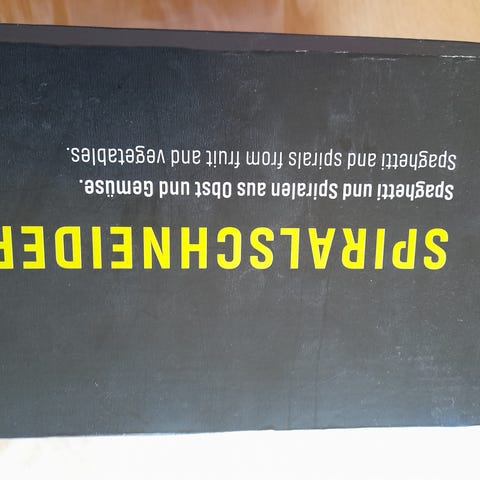 SPIRALSCHNEIDER
Spaghetti und Spiralen aus Obst und Gemüse.
Spaghetti and spirals from fruit and vegetables.